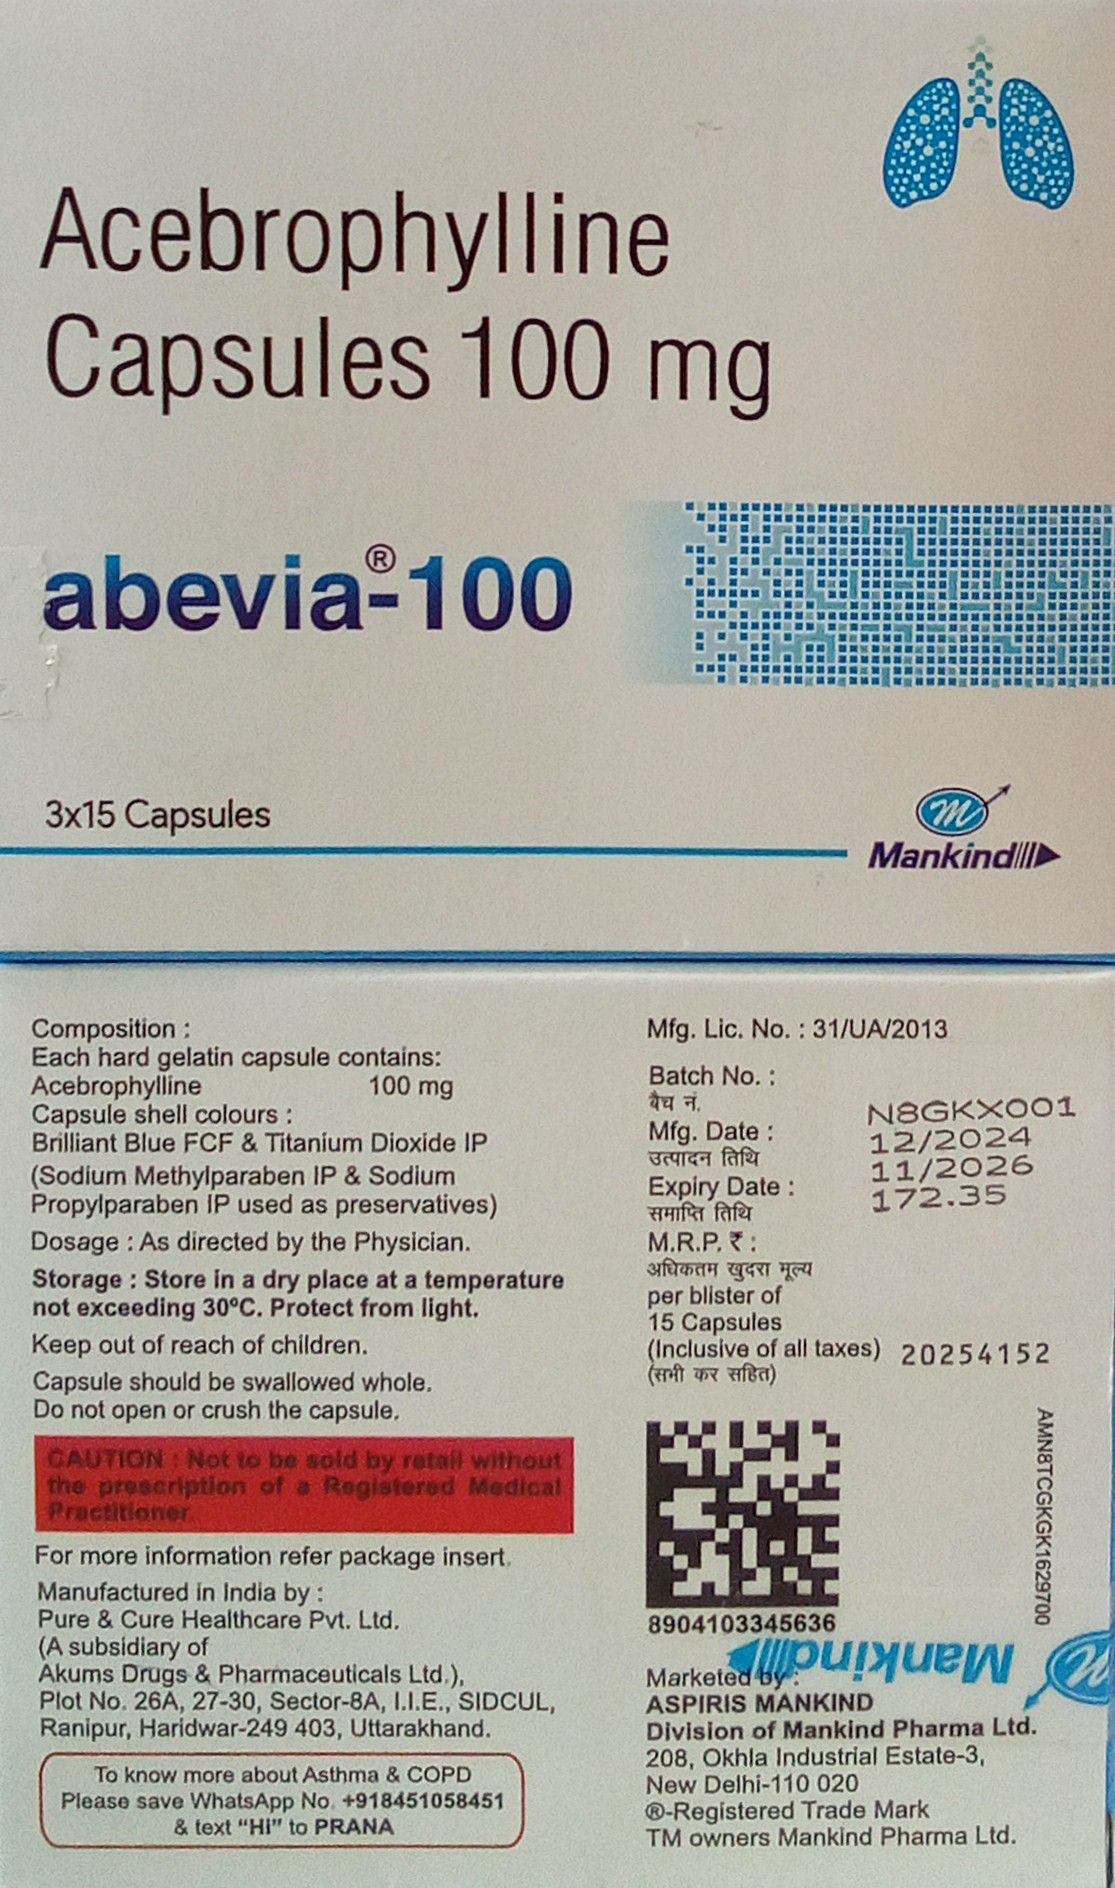 Acebrophylline
Capsules 100 mg
abevia®-100
3x15 Capsules
m
Mankind
Composition :
Each hard gelatin capsule contains:
Acebrophylline 100 mg
Capsule shell colours :
Brilliant Blue FCF & Titanium Dioxide IP
(Sodium Methylparaben IP & Sodium
Propylparaben IP used as preservatives)
Dosage : As directed by the Physician.
Storage : Store in a dry place at a temperature
not exceeding 30ºC. Protect from light.
Keep out of reach of children.
Capsule should be swallowed whole.
Do not open or crush the capsule.
CAUTION : Not to be sold by retail without
the prescription of a Registered Medical
Practitioner.
For more information refer package insert.
Manufactured in India by :
Pure & Cure Healthcare Pvt. Ltd.
(A subsidiary of
Akums Drugs & Pharmaceuticals Ltd.),
Plot No. 26A, 27-30, Sector-8A, I.I.E., SIDCUL,
Ranipur, Haridwar-249 403, Uttarakhand.
To know more about Asthma & COPD
Please save WhatsApp No. +918451058451
& text “Hi” to PRANA
Mfg. Lic. No. : 31/UA/2013
Batch No. :
बैच नं.
Mfg. Date :
उत्पादन तिथि
Expiry Date :
समाप्ति तिथि
M.R.P. ₹ :
अधिकतम खुदरा मूल्य
per blister of
15 Capsules
(Inclusive of all taxes)
(सभी कर सहित)
N8GKX001
12/2024
11/2026
172.35
20254152
AMN8TCGKGK1629700
8904103345636
Mankind
m
Marketed by :
ASPIRIS MANKIND
Division of Mankind Pharma Ltd.
208, Okhla Industrial Estate-3,
New Delhi-110 020
®-Registered Trade Mark
TM owners Mankind Pharma Ltd.